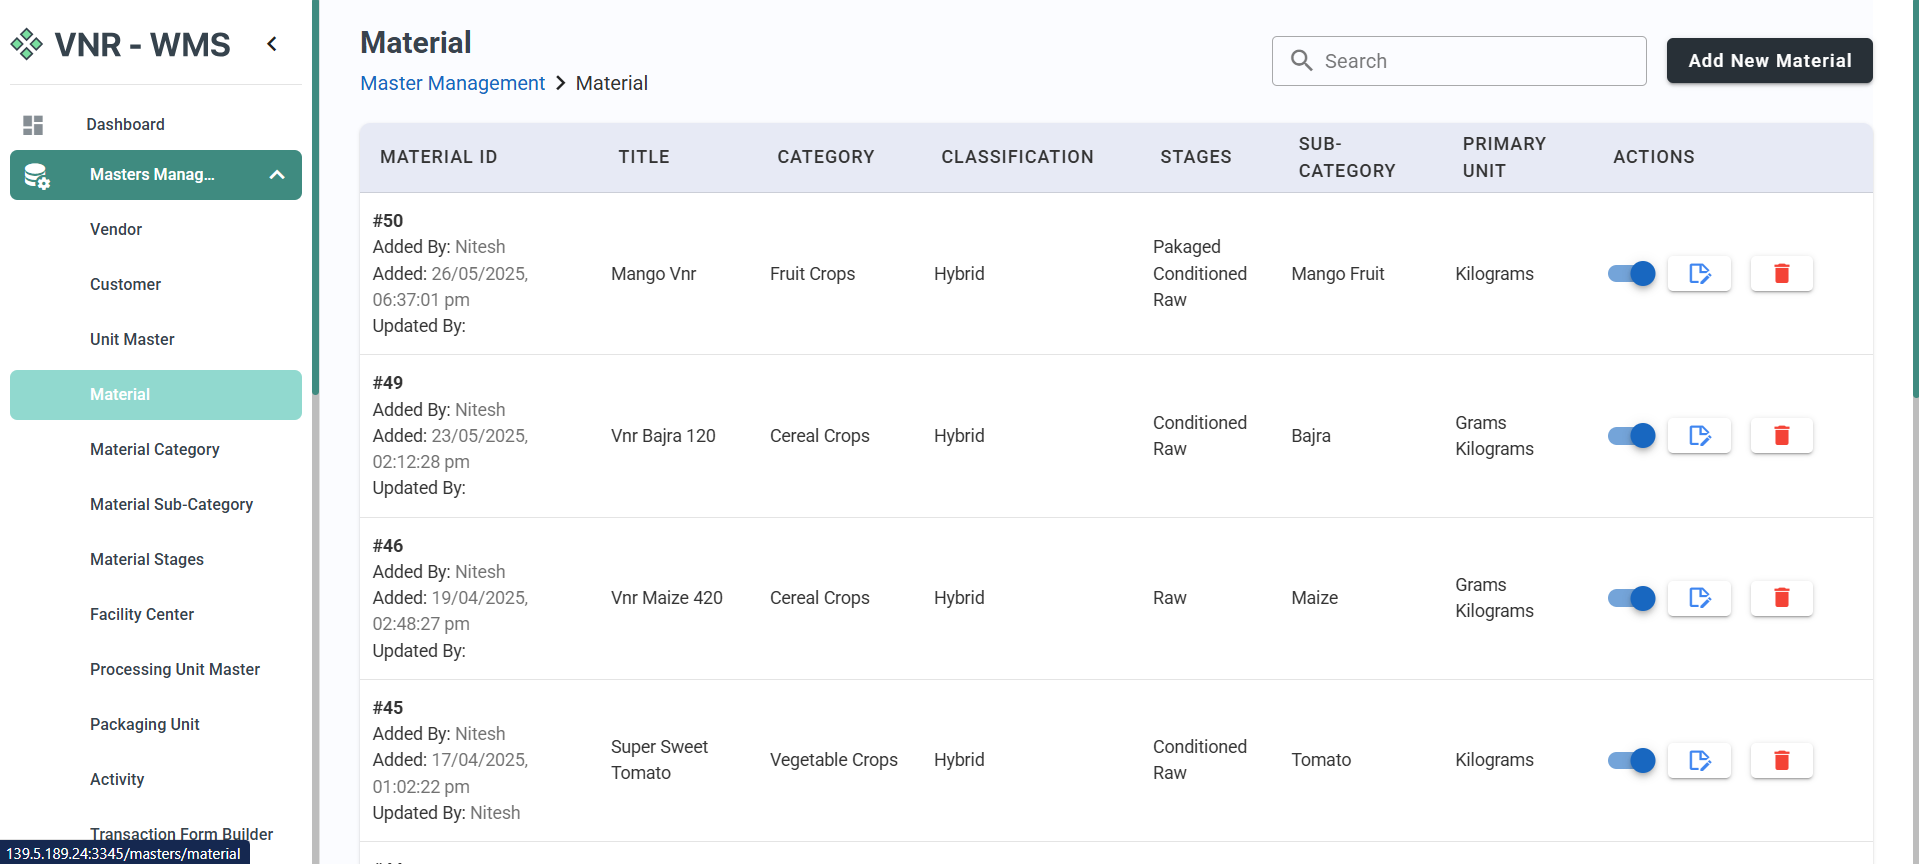 VNR - WMS
Dashboard
Masters Manag...
Vendor
Customer
Unit Master
Material
Material Category
Material Sub-Category
Material Stages
Facility Center
Processing Unit Master
Packaging Unit
Activity
Transaction Form Builder
139.5.189.24:3345/masters/material
Material
Master Management > Material
Search
Add New Material
MATERIAL ID TITLE CATEGORY CLASSIFICATION STAGES SUB-CATEGORY PRIMARY UNIT ACTIONS
#50
Added By: Nitesh
Added: 26/05/2025,
06:37:01 pm
Updated By:
Mango Vnr
Fruit Crops
Hybrid
Pakaged
Conditioned
Raw
Mango Fruit
Kilograms
#49
Added By: Nitesh
Added: 23/05/2025,
02:12:28 pm
Updated By:
Vnr Bajra 120
Cereal Crops
Hybrid
Conditioned
Raw
Bajra
Grams
Kilograms
#46
Added By: Nitesh
Added: 19/04/2025,
02:48:27 pm
Updated By:
Vnr Maize 420
Cereal Crops
Hybrid
Raw
Maize
Grams
Kilograms
#45
Added By: Nitesh
Added: 17/04/2025,
01:02:22 pm
Updated By: Nitesh
Super Sweet
Tomato
Vegetable Crops
Hybrid
Conditioned
Raw
Tomato
Kilograms